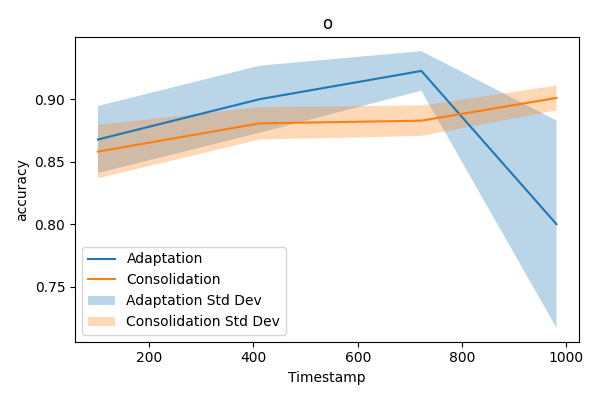 o
accuracy
0.90
0.85
0.80
0.75
Adaptation
Consolidation
Adaptation Std Dev
Consolidation Std Dev
200
400
600
800
1000
Timestamp